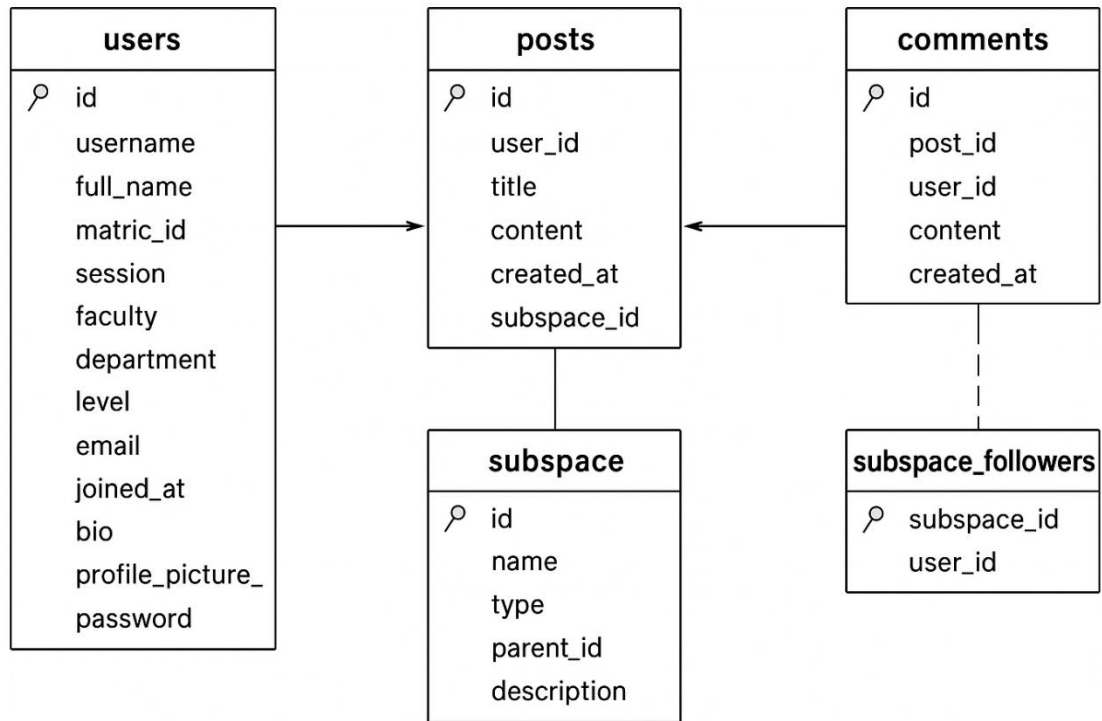 users
id
username
full_name
matric_id
session
faculty
department
level
email
joined_at
bio
profile_picture_
password
posts
id
user_id
title
content
created_at
subspace_id
comments
id
post_id
user_id
content
created_at
subspace
id
name
type
parent_id
description
subspace_followers
subspace_id
user_id